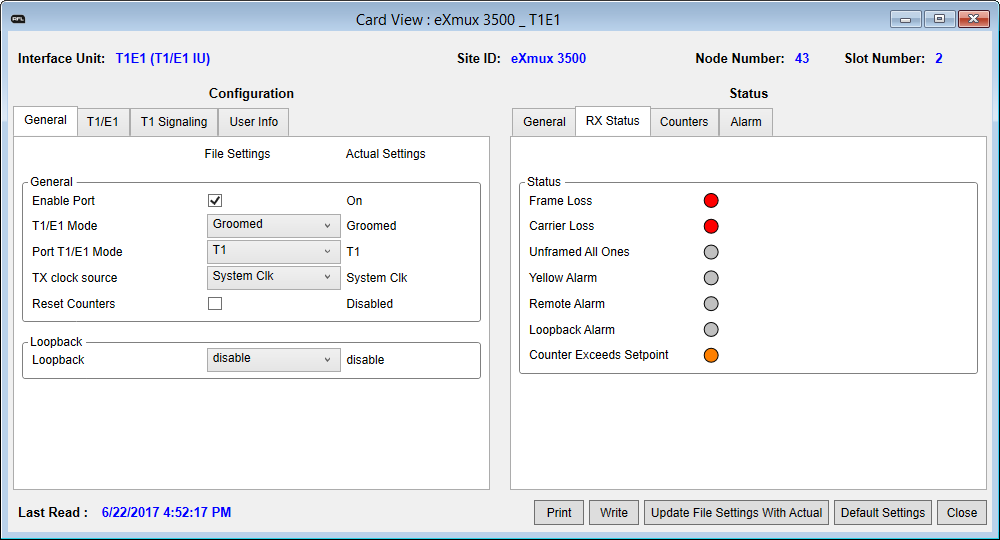 RFL
Card View : eXmux 3500 _ T1E1
Interface Unit: T1E1 (T1/E1 IU) Site ID: eXmux 3500 Node Number: 43 Slot Number: 2
Configuration
General T1/E1 T1 Signaling User Info
File Settings Actual Settings
General
Enable Port On
T1/E1 Mode Groomed Groomed
Port T1/E1 Mode T1 T1
TX clock source System Clk System Clk
Reset Counters Disabled
Loopback
Loopback disable disable
Status
General RX Status Counters Alarm
Status
Frame Loss
Carrier Loss
Unframed All Ones
Yellow Alarm
Remote Alarm
Loopback Alarm
Counter Exceeds Setpoint
Last Read : 6/22/2017 4:52:17 PM
Print Write Update File Settings With Actual Default Settings Close